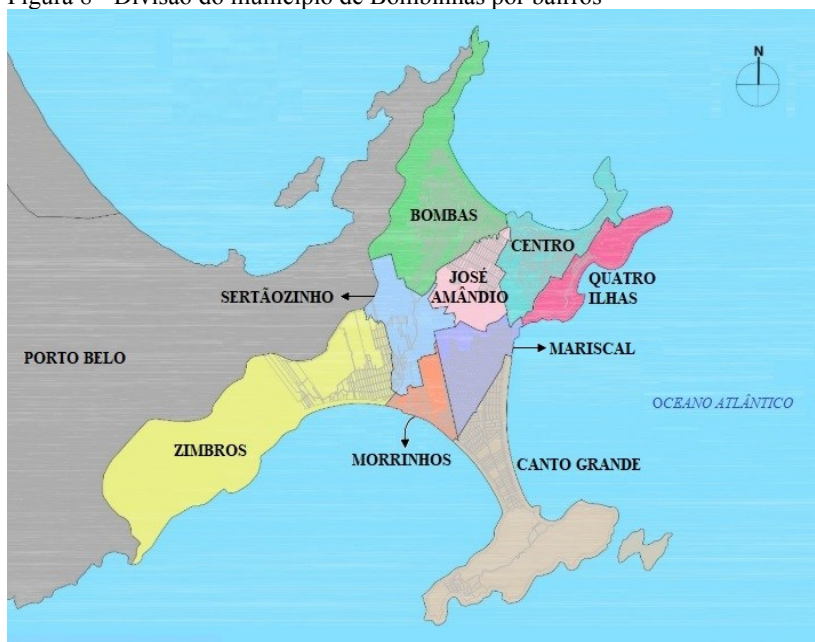 Figura 8 - Divisão do município de Bombinhas por bairros
N
BOMBAS
CENTRO
JOSÉ
AMÂNDIO
QUATRO
ILHAS
SERTÃOZINHO
MARISCAL
PORTO BELO
OCEANO ATLÂNTICO
ZIMBROS
MORRINHOS
CANTO GRANDE